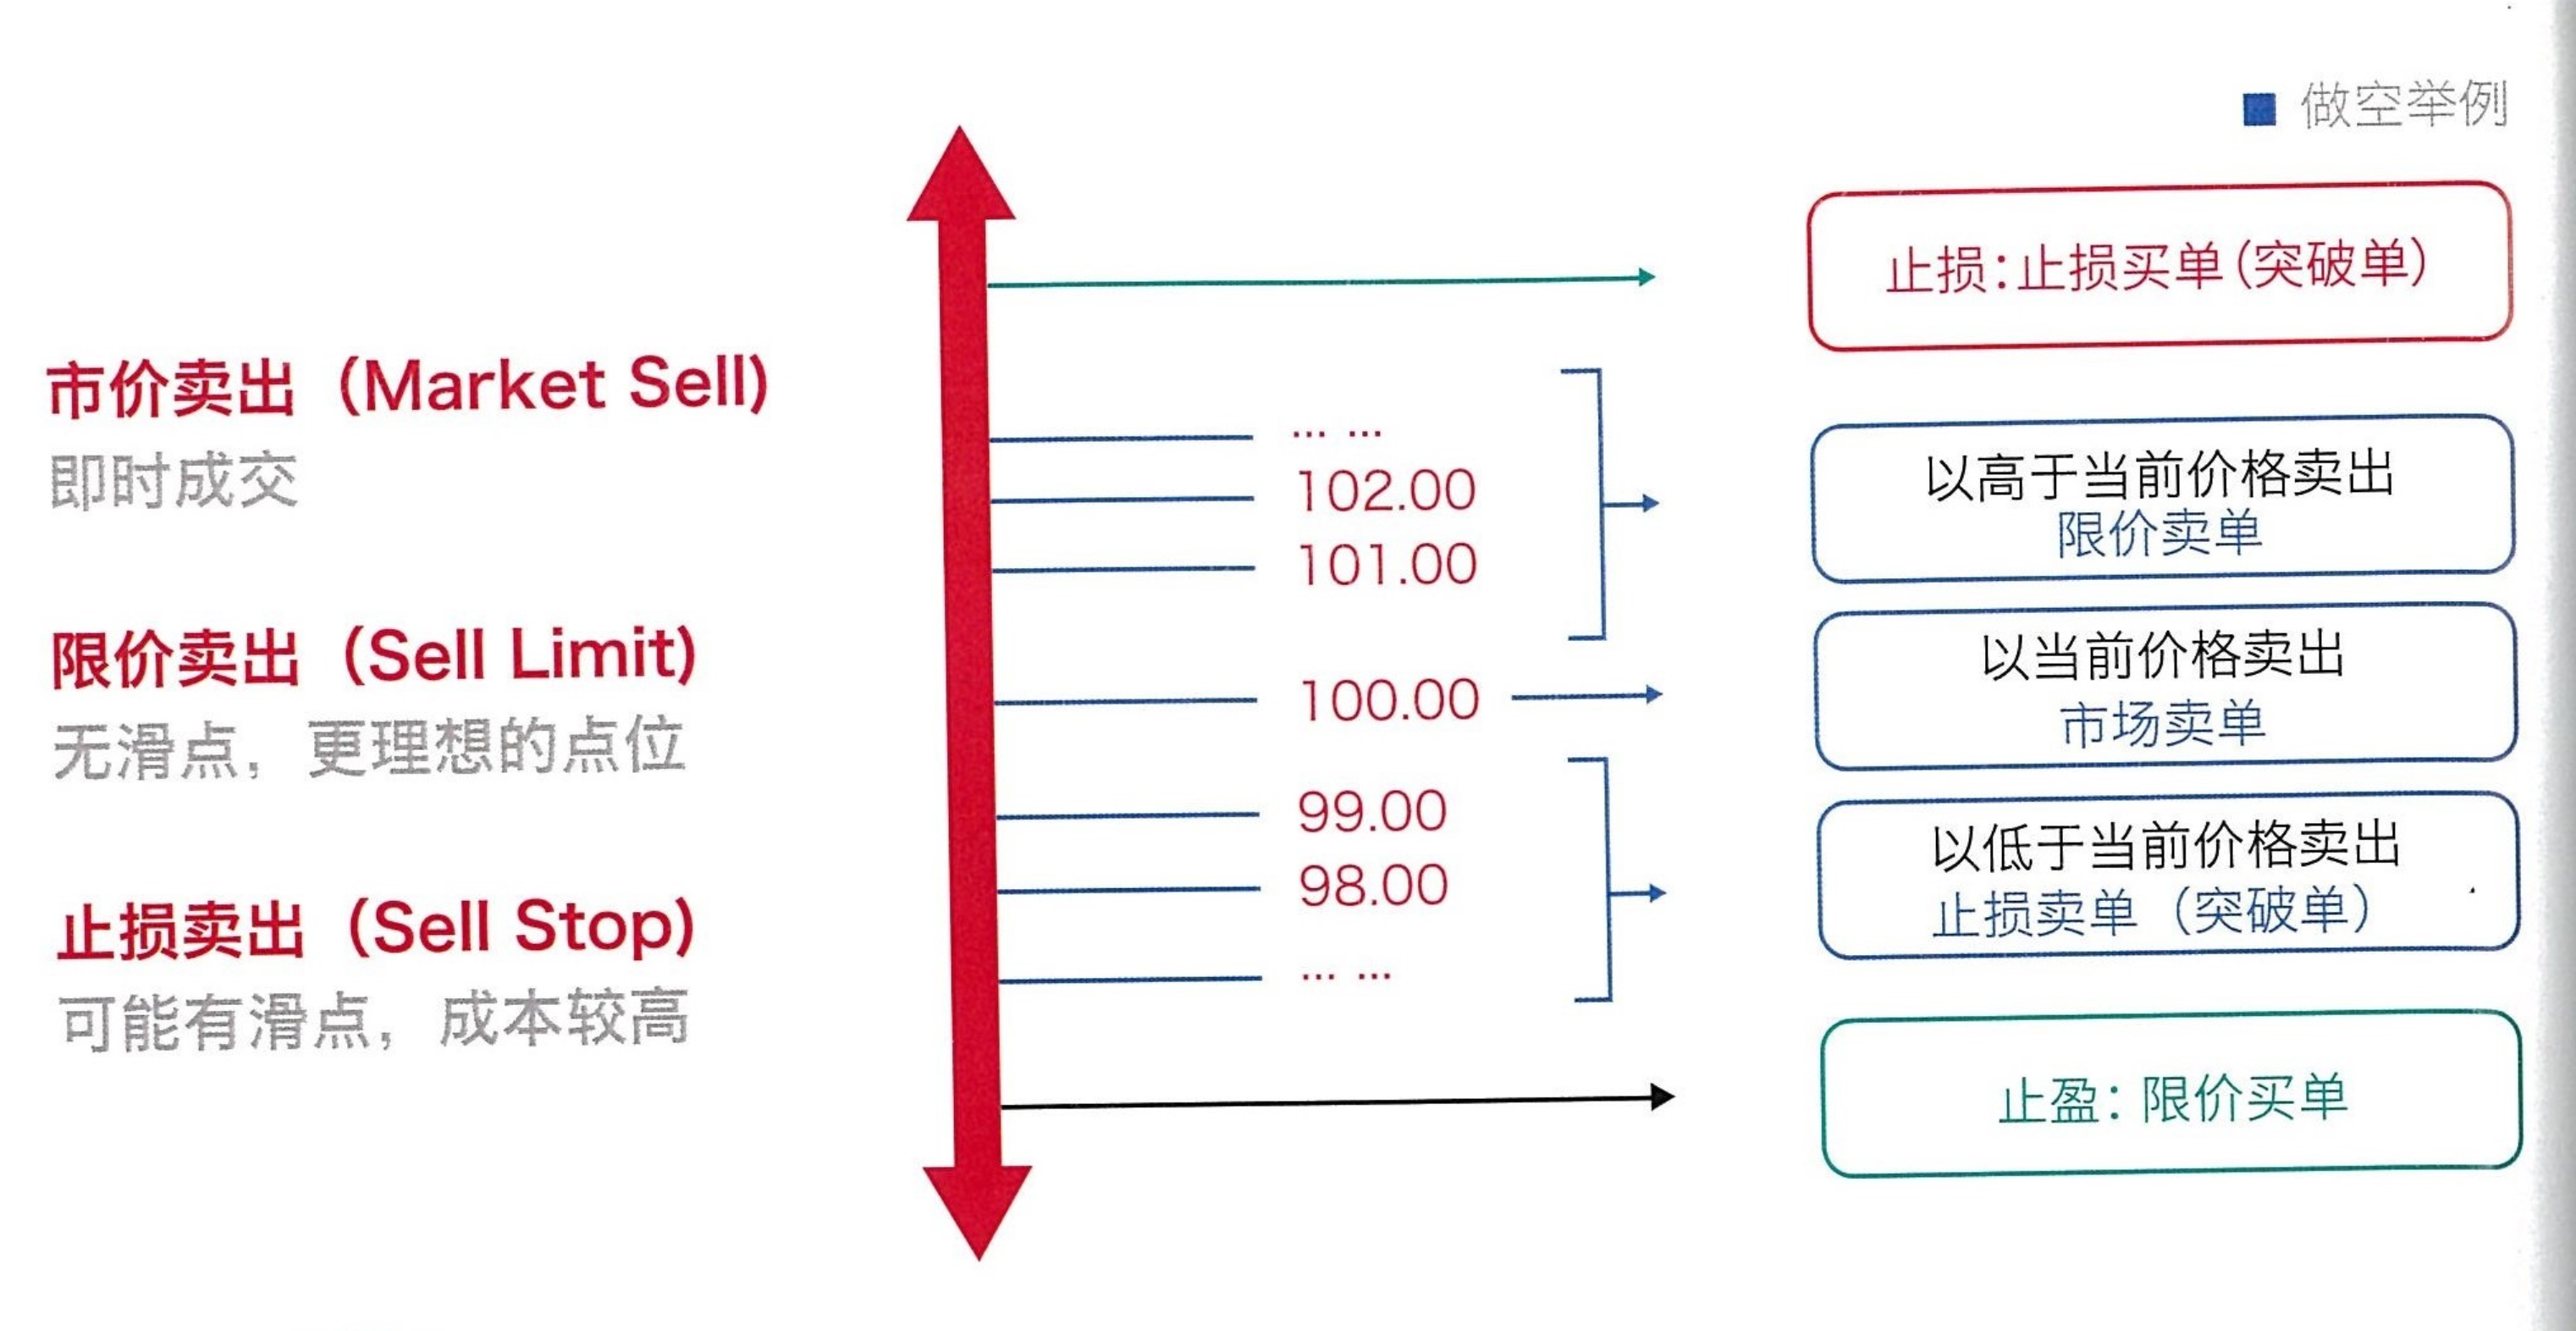 做空举例
市价卖出（Market Sell)
即时成交
限价卖出（Sell Limit)
无滑点，更理想的点位
止损卖出（Sell Stop)
可能有滑点，成本较高
... ...
102.00
101.00
100.00
99.00
98.00
... ...
止损：止损买单（突破单）
以高于当前价格卖出
限价卖单
以当前价格卖出
市场卖单
以低于当前价格卖出
止损卖单（突破单）
止盈：限价买单